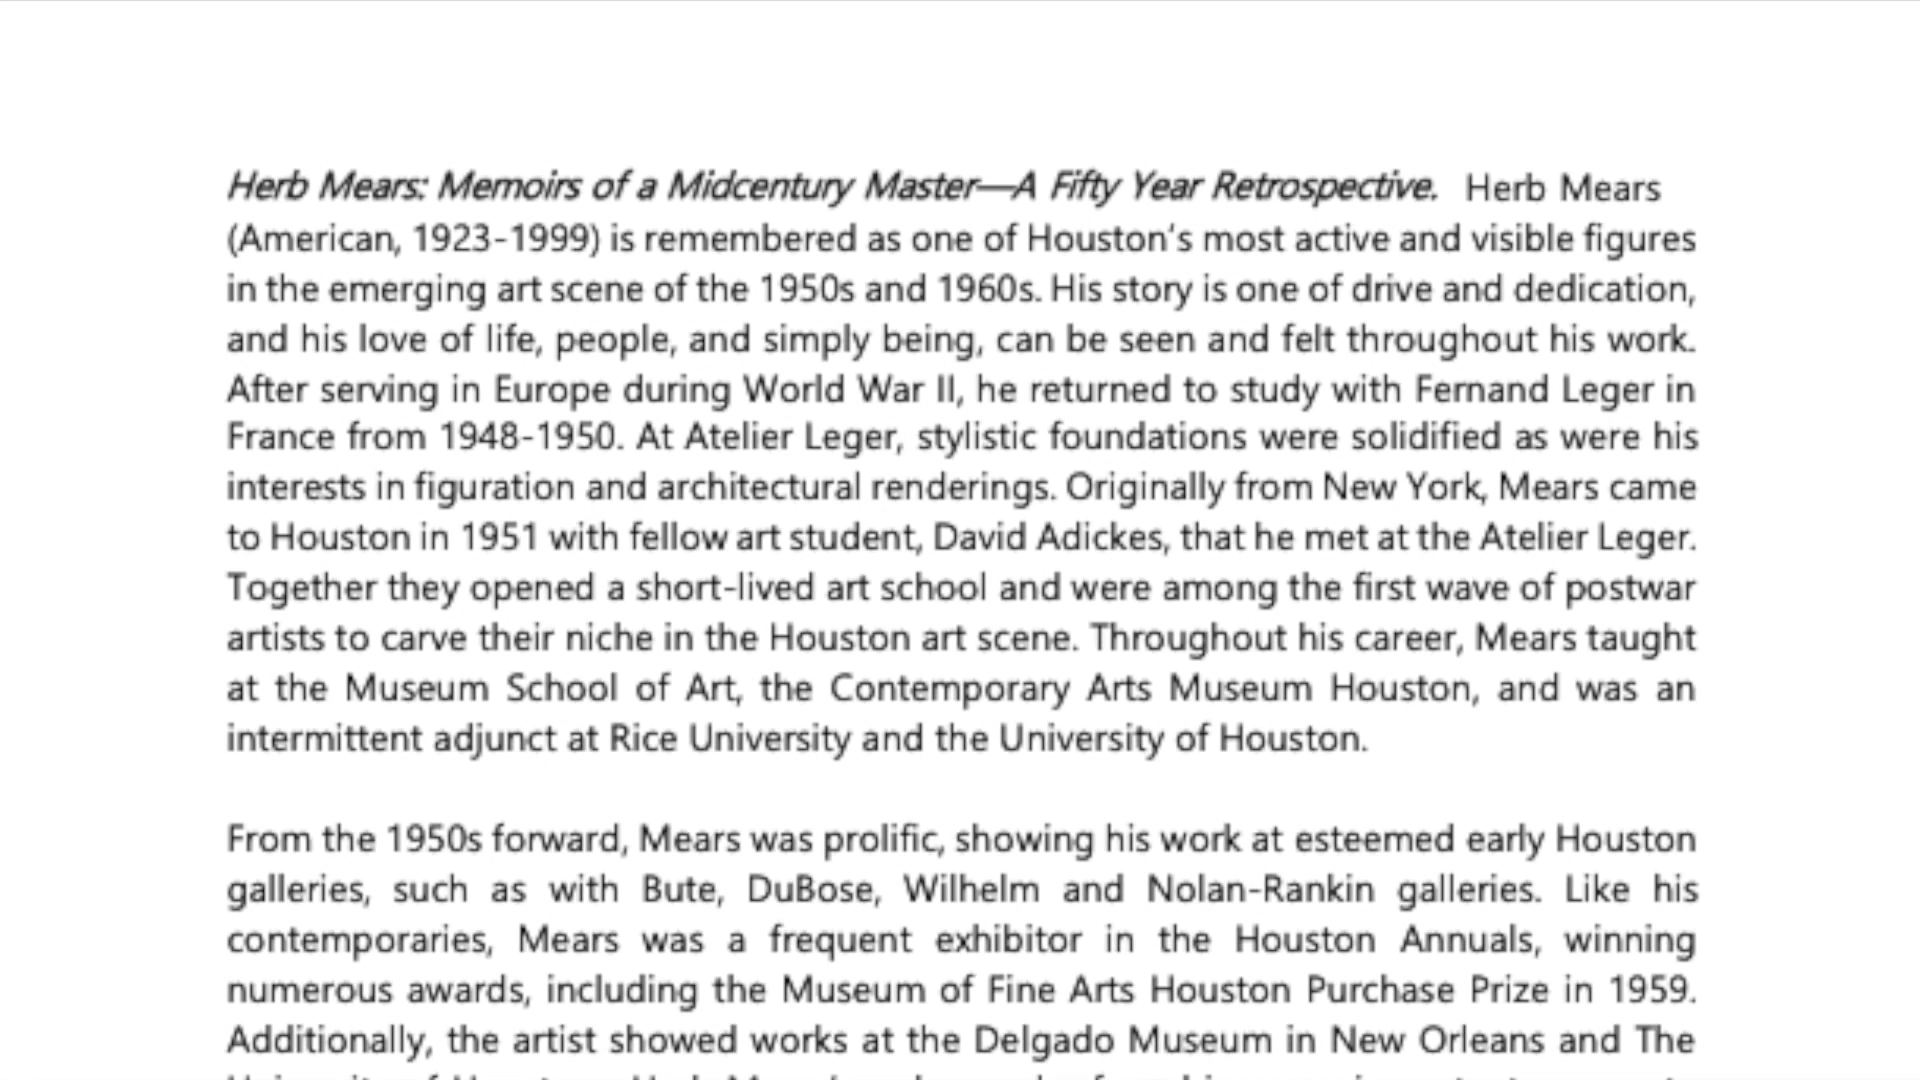 Herb Mears: Memoirs of a Midcentury Master—A Fifty Year Retrospective. Herb Mears
(American, 1923-1999) is remembered as one of Houston's most active and visible figures
in the emerging art scene of the 1950s and 1960s. His story is one of drive and dedication,
and his love of life, people, and simply being, can be seen and felt throughout his work.
After serving in Europe during World War II, he returned to study with Fernand Leger in
France from 1948-1950. At Atelier Leger, stylistic foundations were solidified as were his
interests in figuration and architectural renderings. Originally from New York, Mears came
to Houston in 1951 with fellow art student, David Adickes, that he met at the Atelier Leger.
Together they opened a short-lived art school and were among the first wave of postwar
artists to carve their niche in the Houston art scene. Throughout his career, Mears taught
at the Museum School of Art, the Contemporary Arts Museum Houston, and was an
intermittent adjunct at Rice University and the University of Houston.
From the 1950s forward, Mears was prolific, showing his work at esteemed early Houston
galleries, such as with Bute, DuBose, Wilhelm and Nolan-Rankin galleries. Like his
contemporaries, Mears was a frequent exhibitor in the Houston Annuals, winning
numerous awards, including the Museum of Fine Arts Houston Purchase Prize in 1959.
Additionally, the artist showed works at the Delgado Museum in New Orleans and The